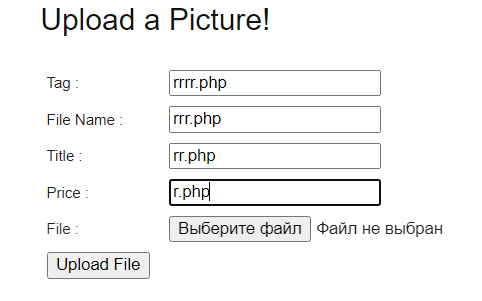 Upload a Picture!
Tag : rrrr.php
File Name : rrr.php
Title : rr.php
Price : r.php
File : Выберите файл Файл не выбран
Upload File